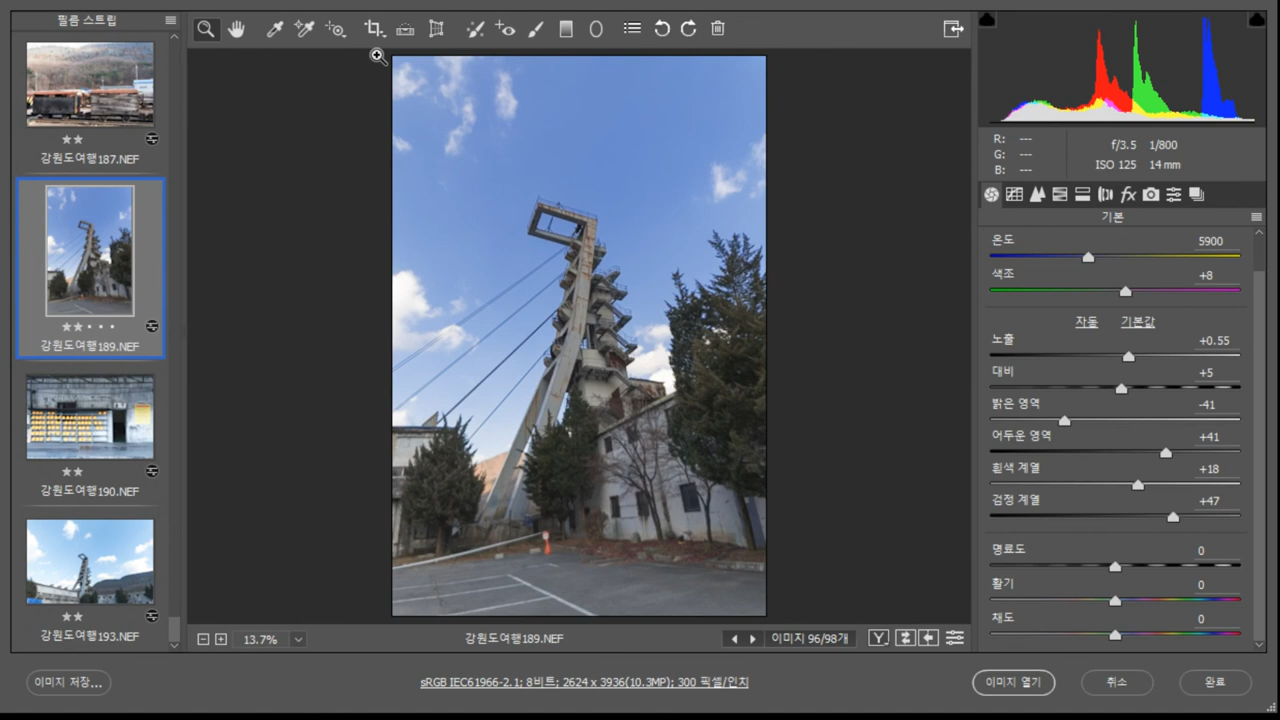 필름 스트립
강원도여행187.NEF
강원도여행189.NEF
강원도여행190.NEF
강원도여행193.NEF
13.7%
강원도여행189.NEF
이미지 96/98개
Y
R: ---
G: ---
B: ---
f/3.5 1/800
ISO 125 14 mm
fx
기본
온도 5900
색조 +8
자동 기본값
노출 +0.55
대비 +5
밝은 영역 -41
어두운 영역 +41
흰색 계열 +18
검정 계열 +47
명료도 0
활기 0
채도 0
이미지 저장...
sRGB IEC61966-2.1; 8비트; 2624 x 3936(10.3MP); 300 픽셀/인치
이미지 열기
취소
완료